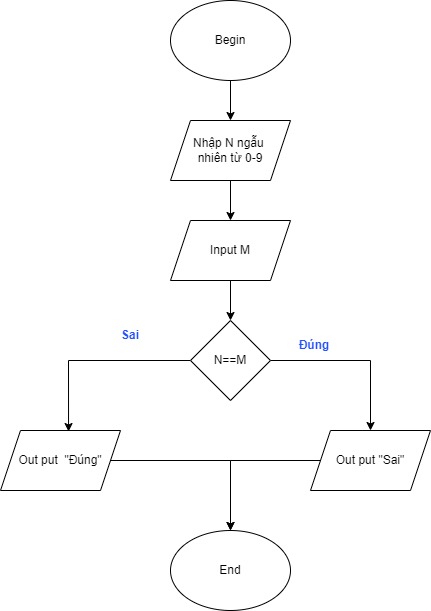 Begin
Nhập N ngẫu
nhiên từ 0-9
Input M
Sai
Đúng
N==M
Out put "Đúng"
Out put "Sai"
End